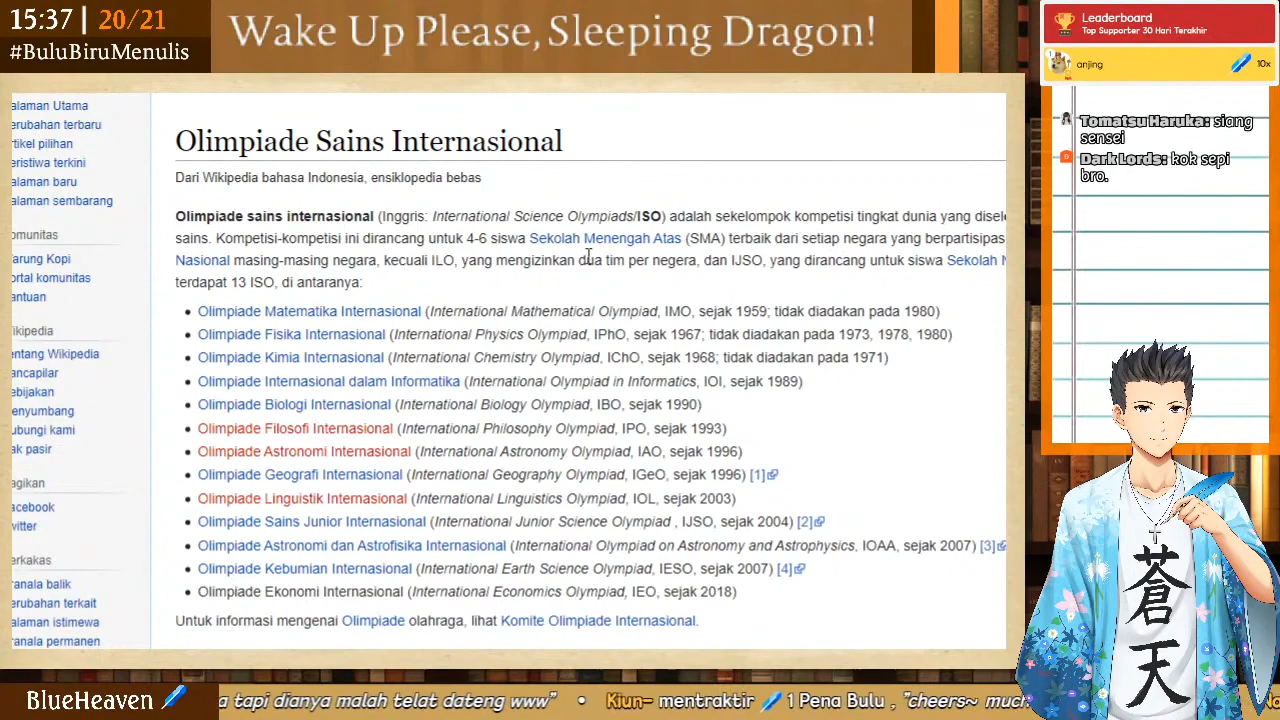 15:37 | 20/21
#BuluBiruMenulis
Wake Up Please, Sleeping Dragon!
Leaderboard
Top Supporter 30 Hari Terakhir
1
anjing
10x
Tomatsu Haruka: siang
sensei
Dark Lords: kok sepi
bro.
alaman Utama
erubahan terbaru
rtikel pilihan
eristiwa terkini
alaman baru
alaman sembarang
omunitas
arung Kopi
ortal komunitas
antuan
ikipedia
entang Wikipedia
ancapilar
ebijakan
enyumbang
ubungi kami
ak pasir
agikan
acebook
witter
erkakas
ranala balik
erubahan terkait
alaman istimewa
ranala permanen
Olimpiade Sains Internasional
Dari Wikipedia bahasa Indonesia, ensiklopedia bebas
Olimpiade sains internasional (Inggris: International Science Olympiads/ISO) adalah sekelompok kompetisi tingkat dunia yang disel
sains. Kompetisi-kompetisi ini dirancang untuk 4-6 siswa Sekolah Menengah Atas (SMA) terbaik dari setiap negara yang berpartisipas
Nasional masing-masing negara, kecuali ILO, yang mengizinkan dua tim per negera, dan IJSO, yang dirancang untuk siswa Sekolah
terdapat 13 ISO, di antaranya:
• Olimpiade Matematika Internasional (International Mathematical Olympiad, IMO, sejak 1959; tidak diadakan pada 1980)
• Olimpiade Fisika Internasional (International Physics Olympiad, IPhO, sejak 1967; tidak diadakan pada 1973, 1978, 1980)
• Olimpiade Kimia Internasional (International Chemistry Olympiad, IChO, sejak 1968; tidak diadakan pada 1971)
• Olimpiade Internasional dalam Informatika (International Olympiad in Informatics, IOI, sejak 1989)
• Olimpiade Biologi Internasional (International Biology Olympiad, IBO, sejak 1990)
• Olimpiade Filosofi Internasional (International Philosophy Olympiad, IPO, sejak 1993)
• Olimpiade Astronomi Internasional (International Astronomy Olympiad, IAO, sejak 1996)
• Olimpiade Geografi Internasional (International Geography Olympiad, IGeO, sejak 1996) [1]
• Olimpiade Linguistik Internasional (International Linguistics Olympiad, IOL, sejak 2003)
• Olimpiade Sains Junior Internasional (International Junior Science Olympiad , IJSO, sejak 2004) [2]
• Olimpiade Astronomi dan Astrofisika Internasional (International Olympiad on Astronomy and Astrophysics, IOAA, sejak 2007) [3]
• Olimpiade Kebumian Internasional (International Earth Science Olympiad, IESO, sejak 2007) [4]
• Olimpiade Ekonomi Internasional (International Economics Olympiad, IEO, sejak 2018)
Untuk informasi mengenai Olimpiade olahraga, lihat Komite Olimpiade Internasional.
蒼天
BlueHeaven
a tapi dianya malah telat dateng www" • Kiun- mentraktir 1 Pena Bulu , "cheers~ muc